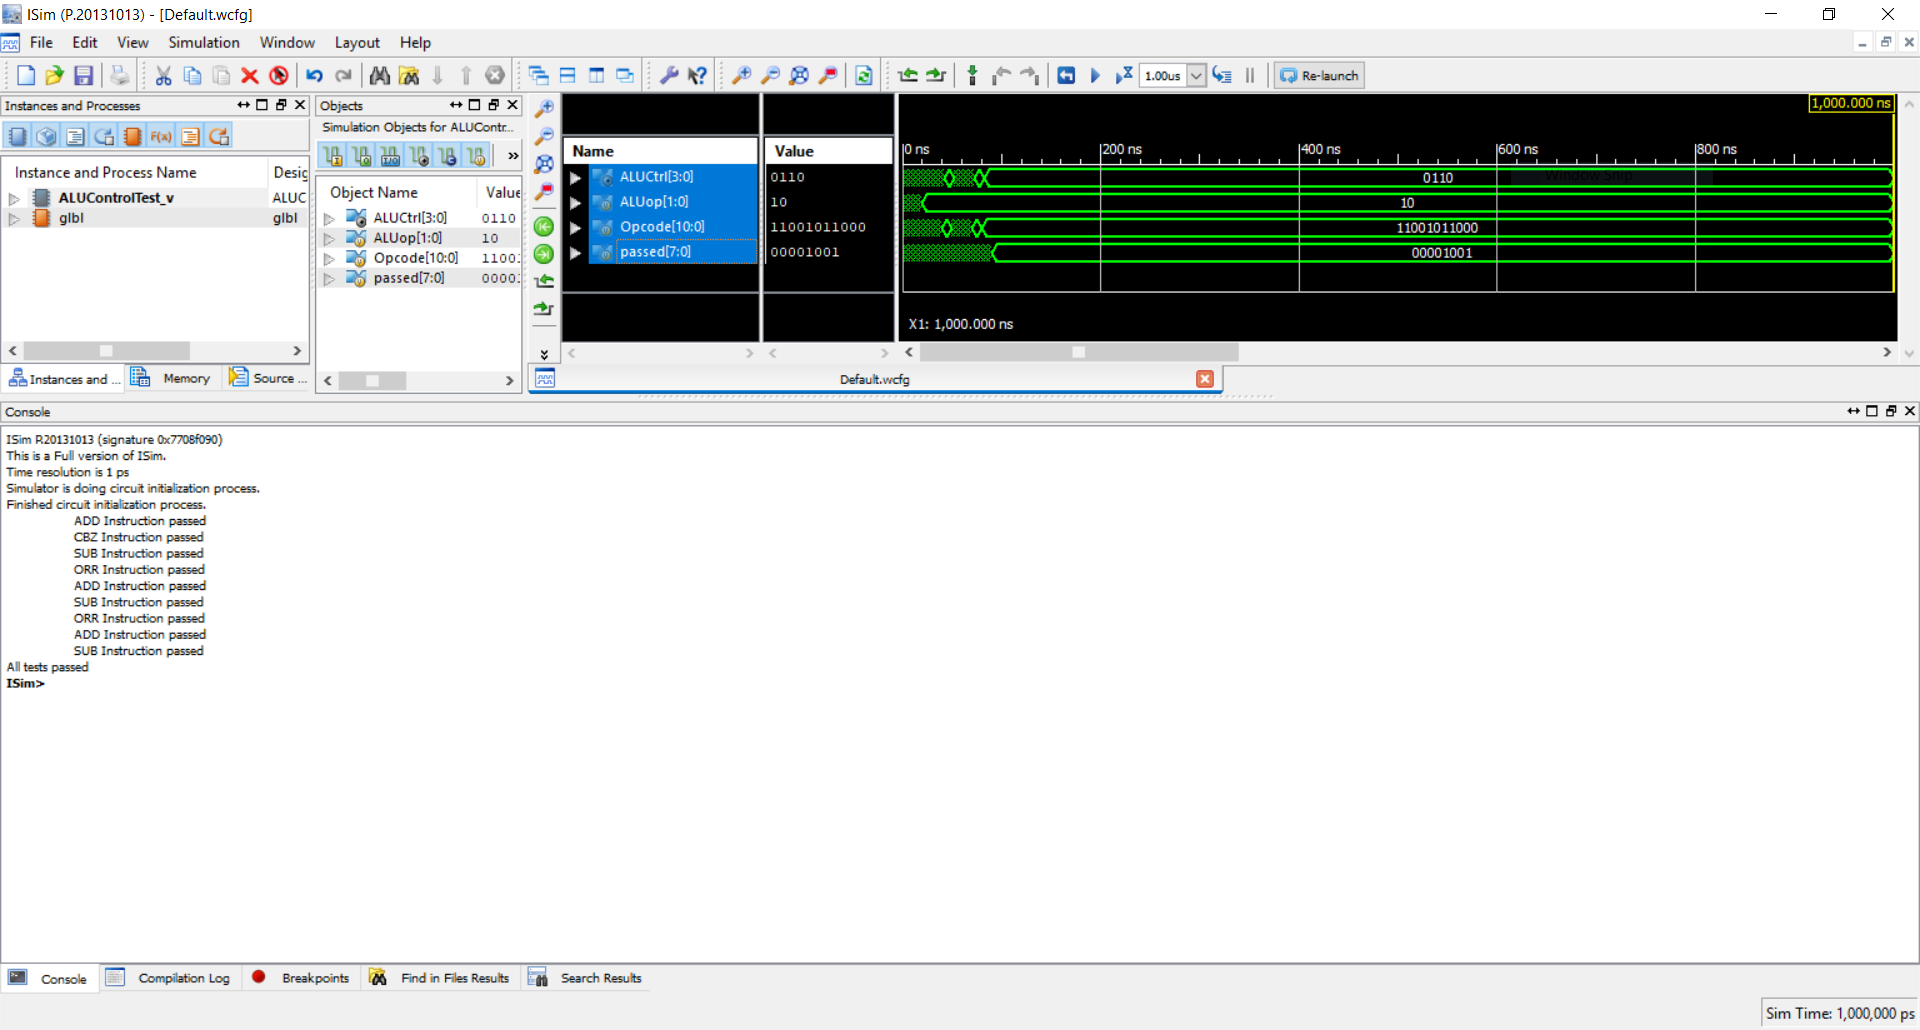 ISim (P.20131013) - [Default.wcfg]
File Edit View Simulation Window Layout Help
1.00us
Re-launch
Instances and Processes
Instance and Process Name Desig
ALUControlTest_v ALUC
glbl glbl
Instances and ... Memory Source ...
Objects
Simulation Objects for ALUContr...
Object Name Value
ALUCtrl[3:0] 0110
ALUop[1:0] 10
Opcode[10:0] 1100:
passed[7:0] 0000:
1,000.000 ns
Name Value
0 ns 200 ns 400 ns 600 ns 800 ns
ALUCtrl[3:0] 0110 0110
ALUop[1:0] 10 10
Opcode[10:0] 11001011000 11001011000
passed[7:0] 00001001 00001001
Window Snip
X1: 1,000.000 ns
Default.wcfg
Console
ISim P.20131013 (signature 0x7708f090)
This is a Full version of ISim.
Time resolution is 1 ps
Simulator is doing circuit initialization process.
Finished circuit initialization process.
ADD Instruction passed
CBZ Instruction passed
SUB Instruction passed
ORR Instruction passed
ADD Instruction passed
SUB Instruction passed
ORR Instruction passed
ADD Instruction passed
SUB Instruction passed
All tests passed
ISim>
Console Compilation Log Breakpoints Find in Files Results Search Results
Sim Time: 1,000,000 ps